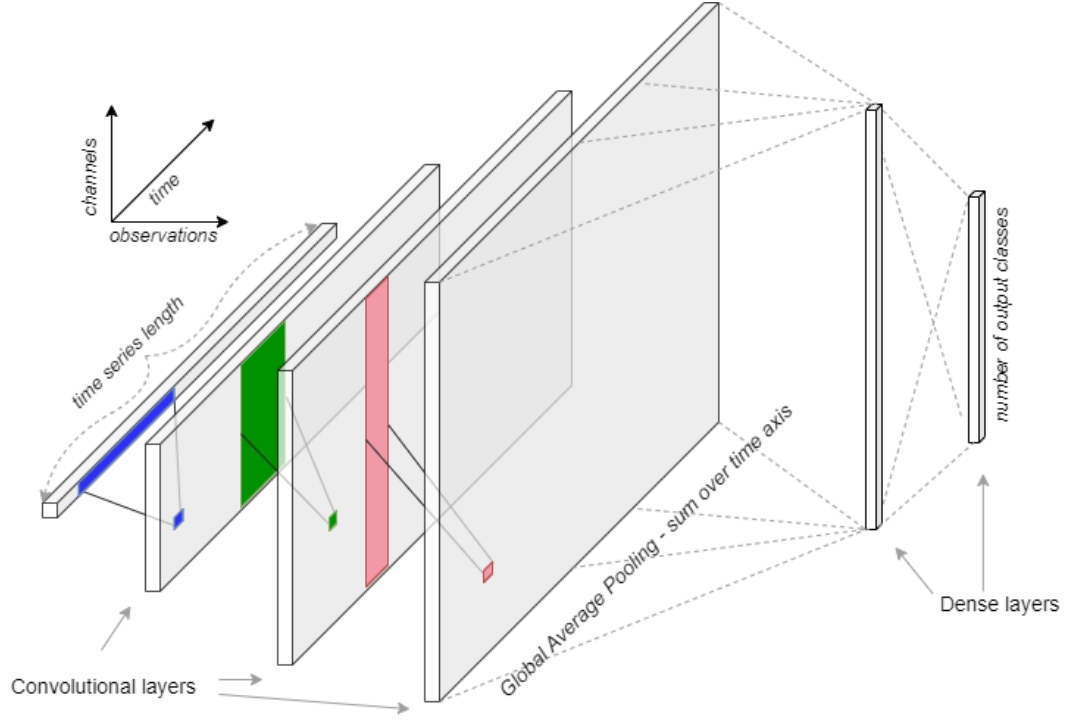 channels
time
observations
time series length
Global Average Pooling - sum over time axis
number of output classes
Dense layers
Convolutional layers